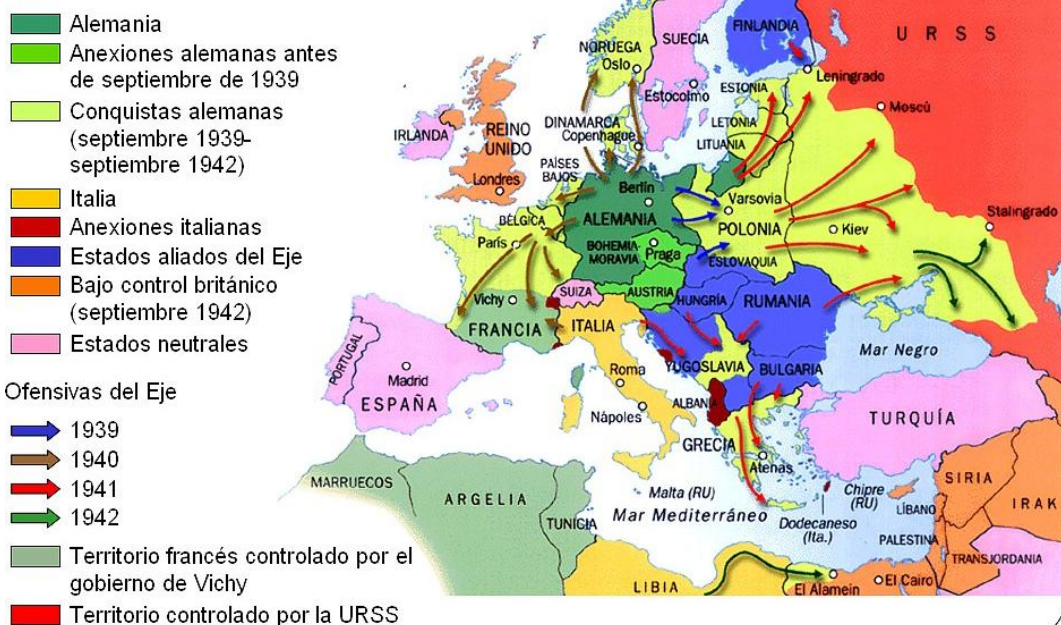 Alemania
Anexiones alemanas antes
de septiembre de 1939
Conquistas alemanas
(septiembre 1939-
septiembre 1942)
Italia
Anexiones italianas
Estados aliados del Eje
Bajo control británico
(septiembre 1942)
Estados neutrales
Ofensivas del Eje
1939
1940
1941
1942
Territorio francés controlado por el
gobierno de Vichy
Territorio controlado por la URSS
FINLANDIA
URSS
SUECIA
NORUEGA
Oslo
Leningrado
Estocolmo
ESTONIA
Moscú
LETONIA
DINAMARCA
Copenhague
LITUANIA
IRLANDA
REINO
UNIDO
PAÍSES
BAJOS
Londres
Berlín
Varsovia
Stalingrado
BÉLGICA
ALEMANIA
POLONIA
Kiev
París
BOHEMIA
MORAVIA
Praga
ESLOVAQUIA
SUIZA
AUSTRIA
HUNGRÍA
RUMANIA
Vichy
FRANCIA
ITALIA
Mar Negro
YUGOSLAVIA
BULGARIA
PORTUGAL
Madrid
ESPAÑA
Roma
ALBANIA
Nápoles
TURQUÍA
GRECIA
Atenas
MARRUECOS
ARGELIA
TUNICIA
Malta (RU)
Mar Mediterráneo
Dodecaneso
(Ita.)
Chipre
(RU)
SIRIA
LÍBANO
IRAK
PALESTINA
TRANSJORDANIA
LIBIA
El Alamein
El Cairo